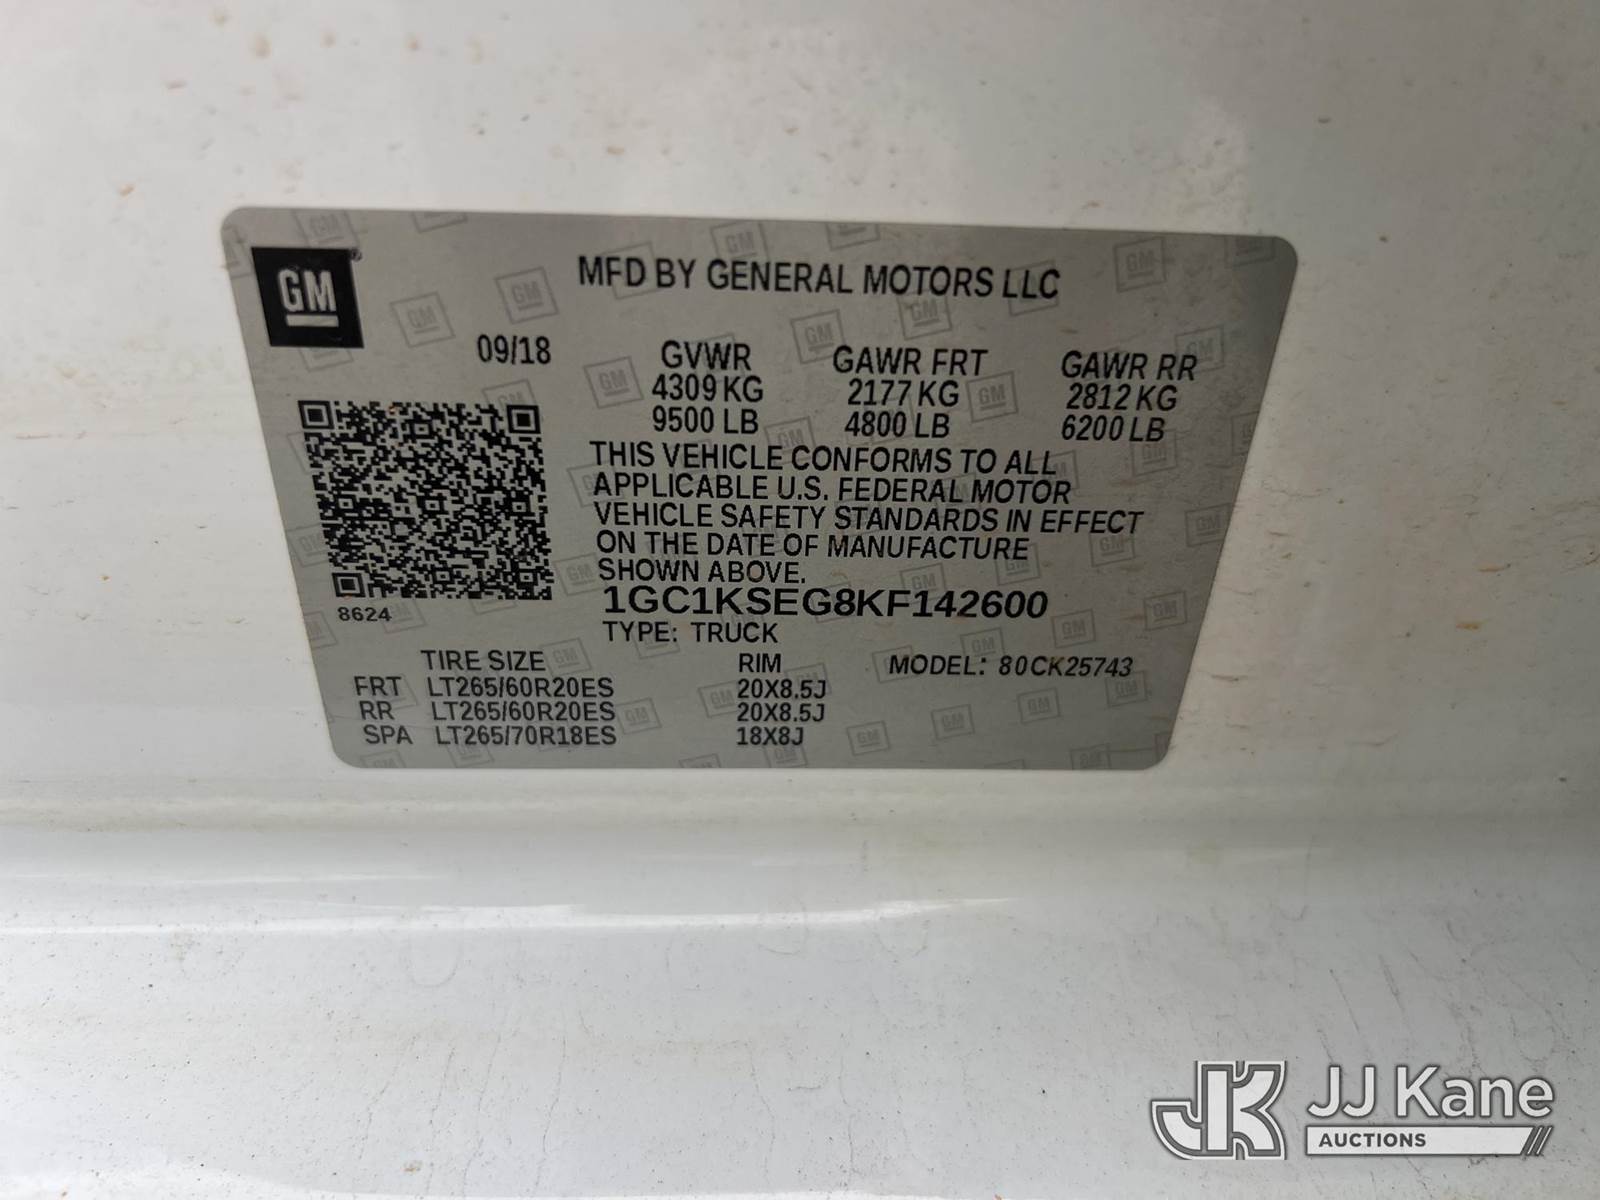 GM®
MFD BY GENERAL MOTORS LLC
09/18
GVWR GAWR FRT GAWR RR
4309 KG 2177 KG 2812 KG
9500 LB 4800 LB 6200 LB
THIS VEHICLE CONFORMS TO ALL
APPLICABLE U.S. FEDERAL MOTOR
VEHICLE SAFETY STANDARDS IN EFFECT
ON THE DATE OF MANUFACTURE
SHOWN ABOVE.
8624
1GC1KSEG8KF142600
TYPE: TRUCK
TIRE SIZE RIM MODEL: 80CK25743
FRT LT265/60R20ES 20X8.5J
RR LT265/60R20ES 20X8.5J
SPA LT265/70R18ES 18X8J
JK JJ Kane
AUCTIONS